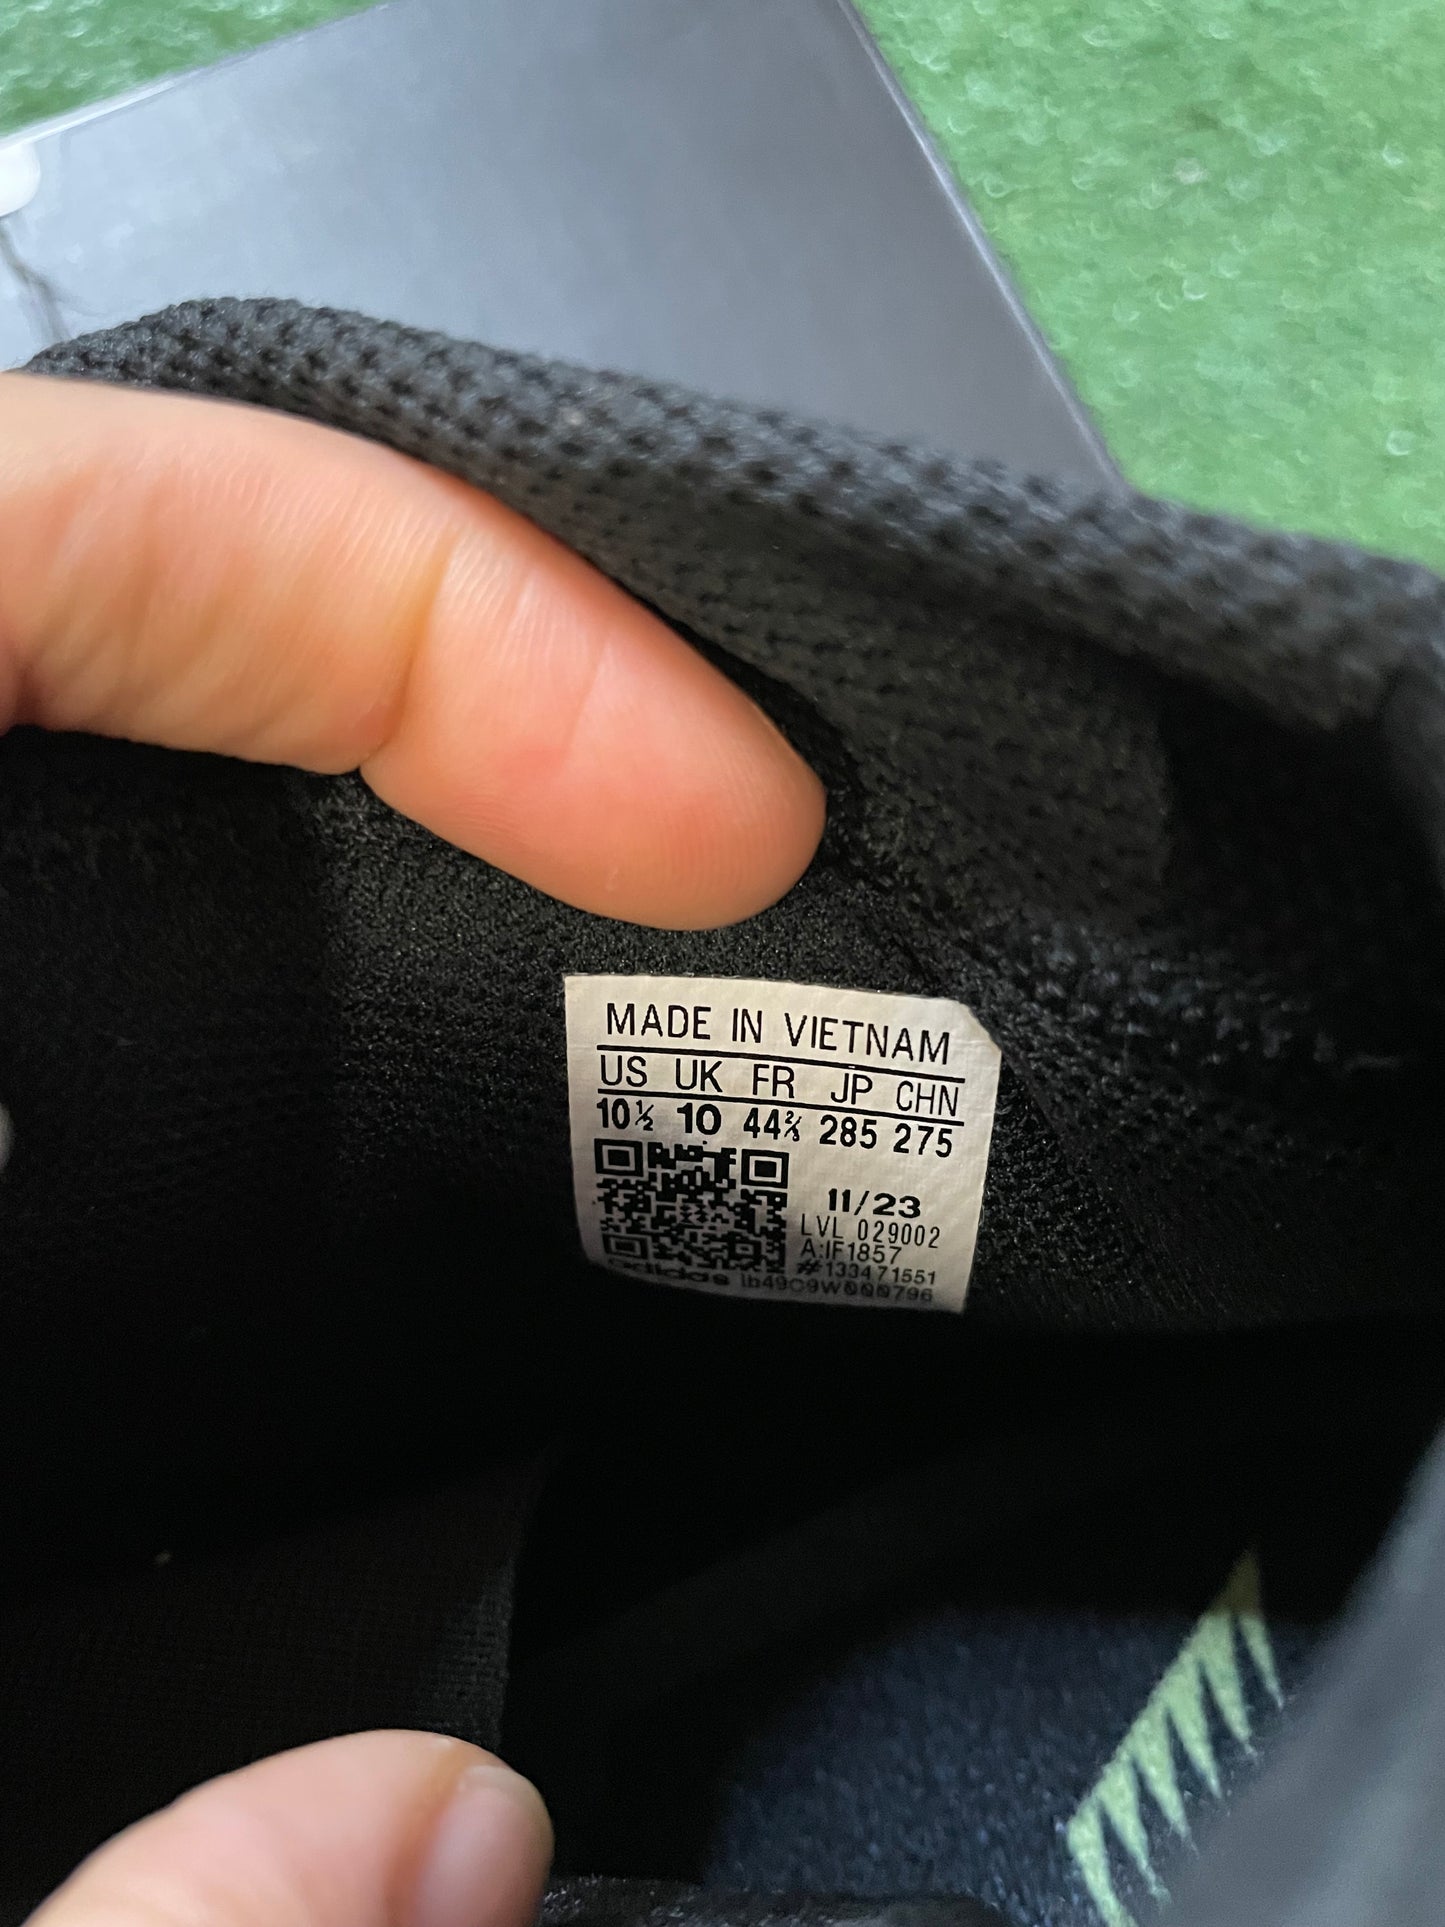 MADE IN VIETNAM
US UK FR JP CHN
10½ 10 44⅔ 285 275
11/23
LVL 029002
A:IF1857
#133471551
adidas 1b49C9W000796